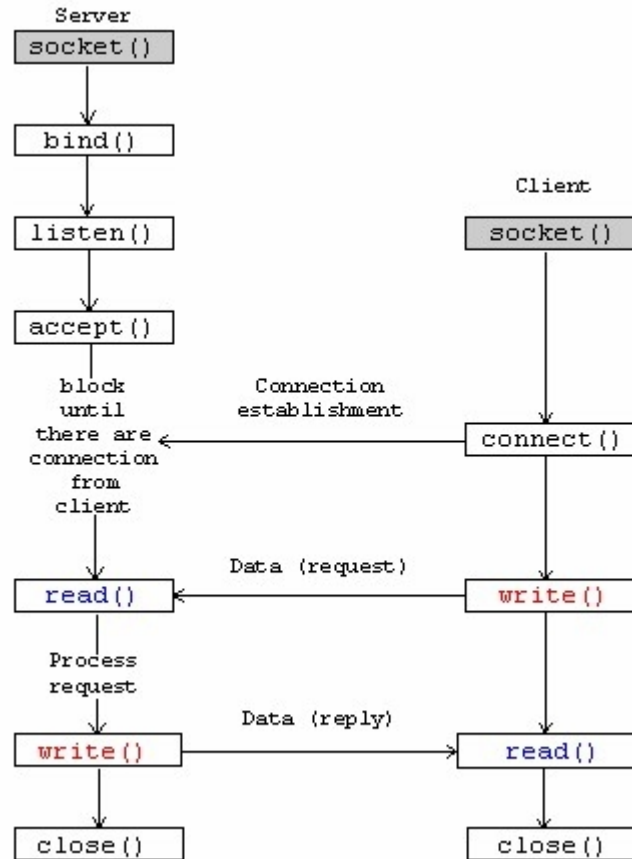 Server
socket()
bind()
Client
listen()
socket()
accept()
block
until
there are
connection
from
client
Connection
establishment
connect()
Data (request)
read()
write()
Process
request
Data (reply)
write()
read()
close()
close()